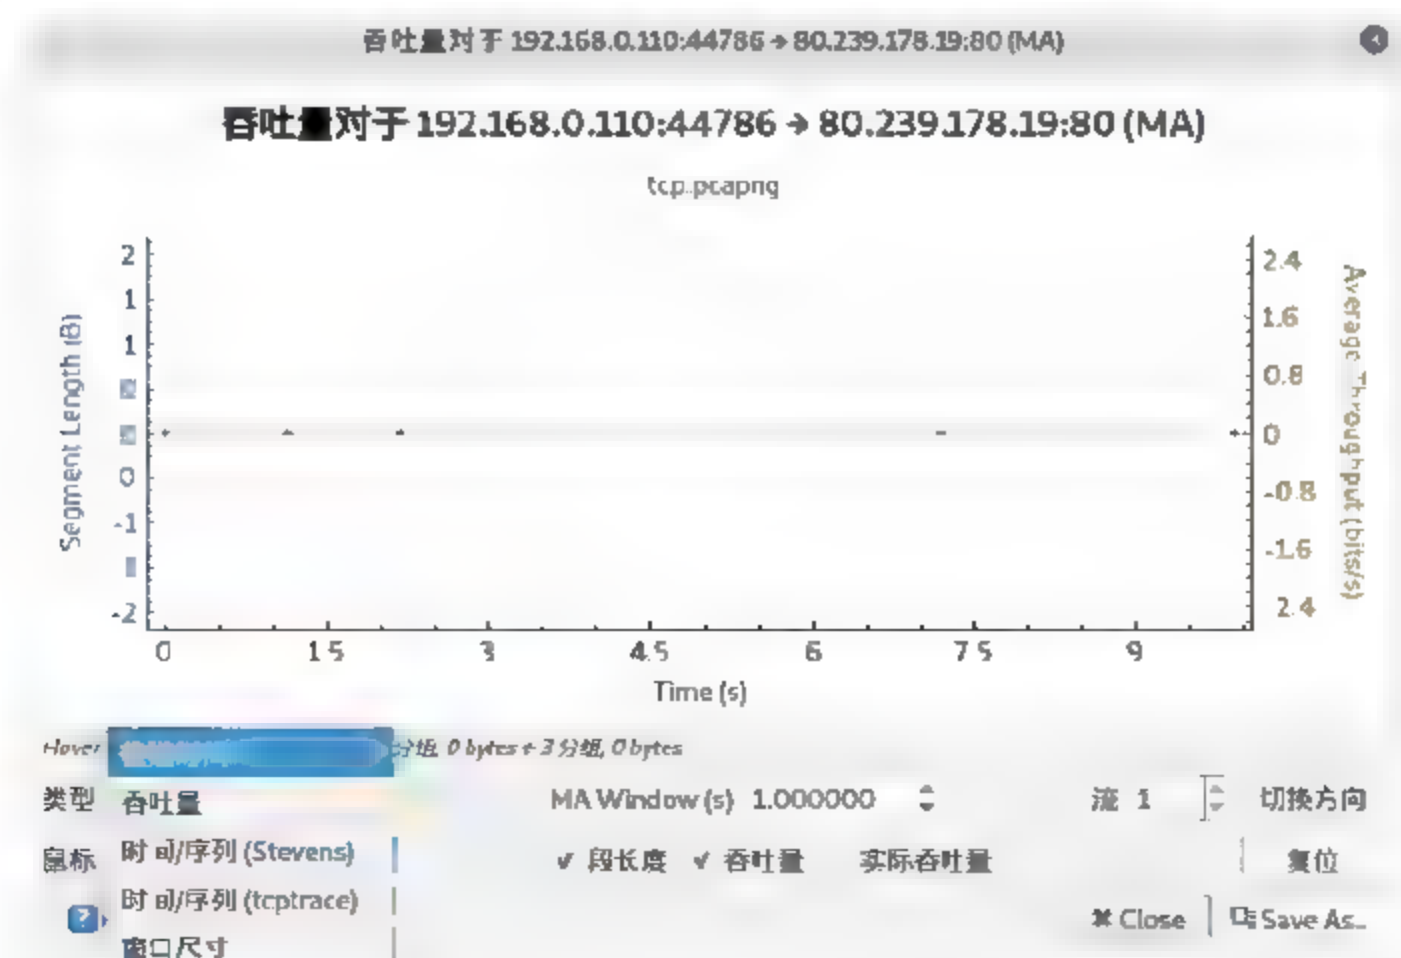 吞吐量对于 192.168.0.110:44786 → 80.239.178.19:80 (MA)
吞吐量对于 192.168.0.110:44786 → 80.239.178.19:80 (MA)
tcp.pcapng
Segment Length (B)
2
1
1
0
-1
-2
2.4
1.6
0.8
0
-0.8
-1.6
2.4
Average Throughput (bits/s)
0 1.5 3 4.5 6 7.5 9
Time (s)
Hover 分组, 0 bytes ← 3 分组, 0 bytes
类型 吞吐量 MA Window (s) 1.000000 流 1 切换方向
鼠标 时间/序列 (Stevens) ✔ 段长度 ✔ 吞吐量 实际吞吐量 复位
时间/序列 (tcptrace) ✖ Close Save As…
窗口尺寸